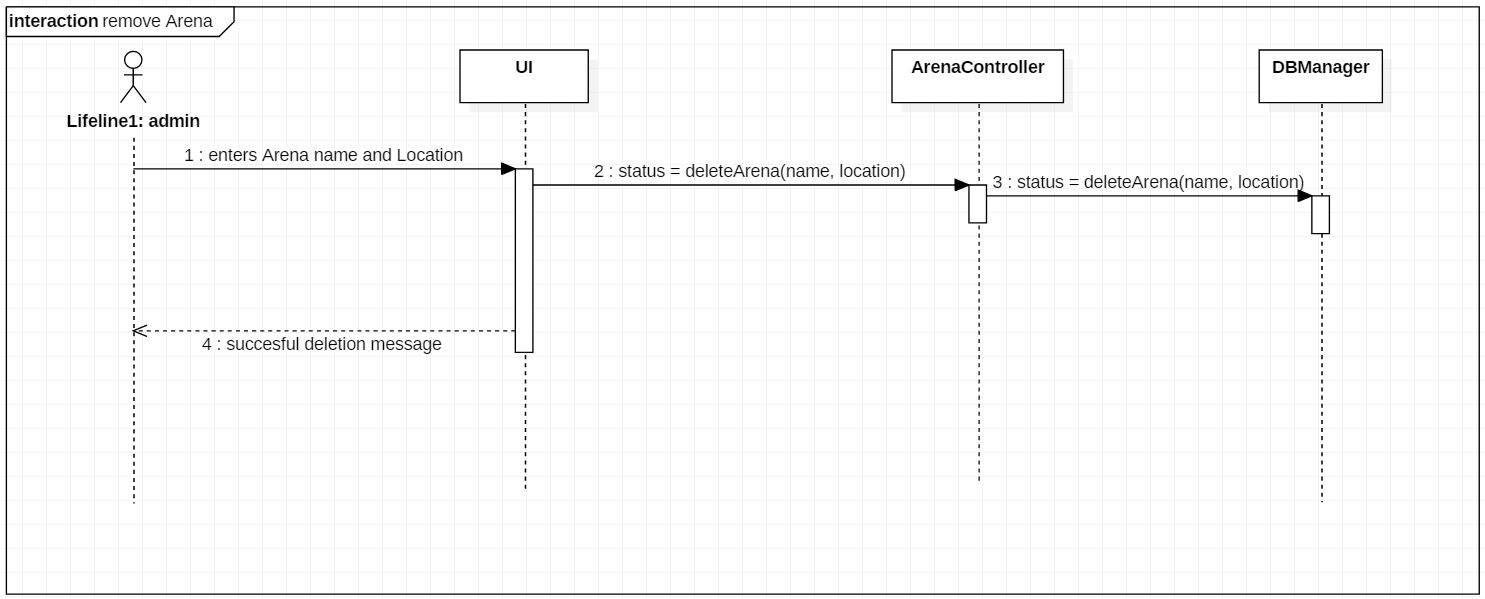 interaction remove Arena
UI
ArenaController
DBManager
Lifeline1: admin
1 : enters Arena name and Location
2 : status = deleteArena(name, location)
3 : status = deleteArena(name, location)
4 : succesful deletion message